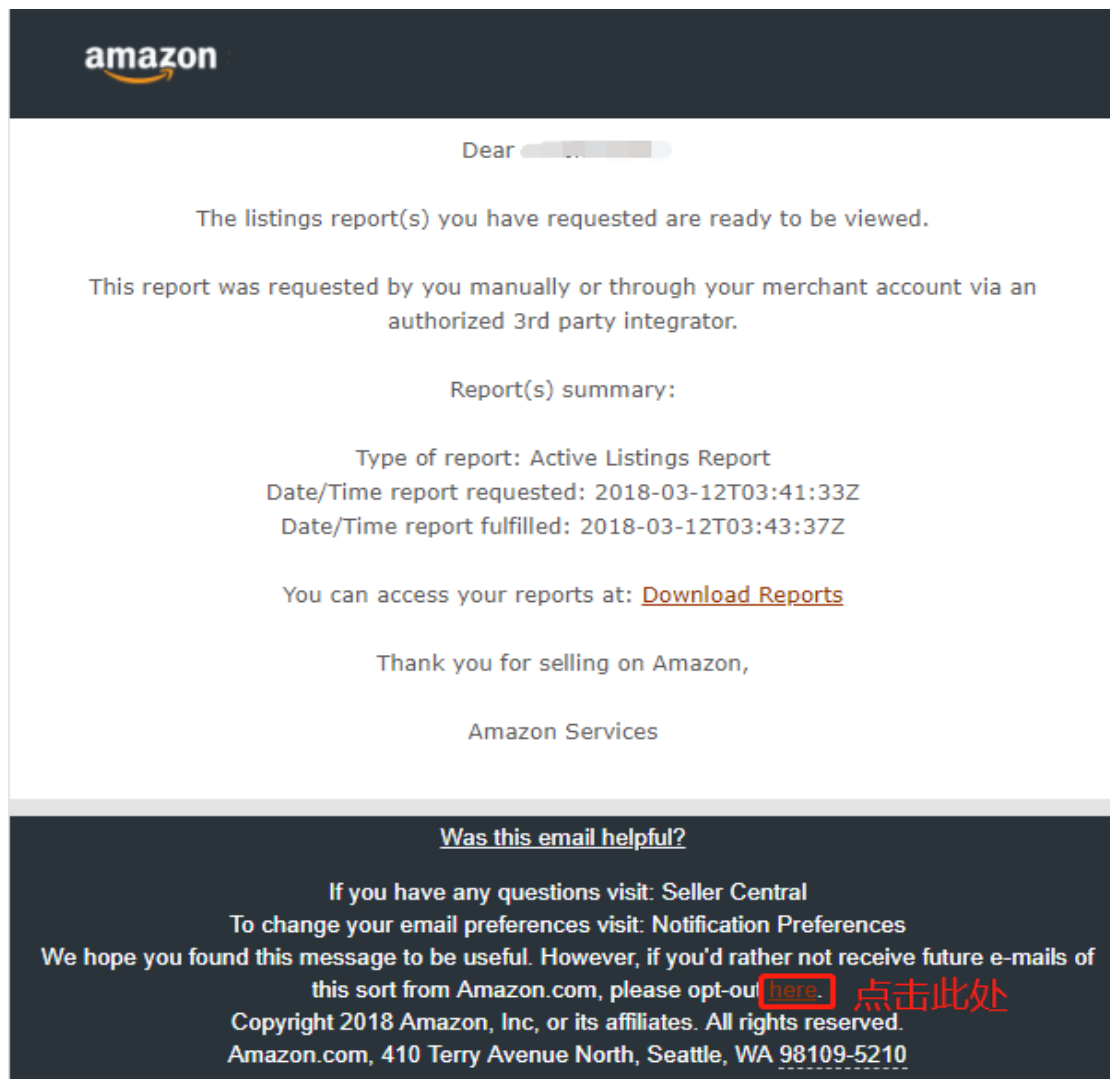 amazon
Dear
The listings report(s) you have requested are ready to be viewed.
This report was requested by you manually or through your merchant account via an
authorized 3rd party integrator.
Report(s) summary:
Type of report: Active Listings Report
Date/Time report requested: 2018-03-12T03:41:33Z
Date/Time report fulfilled: 2018-03-12T03:43:37Z
You can access your reports at: Download Reports
Thank you for selling on Amazon,
Amazon Services
Was this email helpful?
If you have any questions visit: Seller Central
To change your email preferences visit: Notification Preferences
We hope you found this message to be useful. However, if you'd rather not receive future e-mails of
this sort from Amazon.com, please opt-out here. 点击此处
Copyright 2018 Amazon, Inc, or its affiliates. All rights reserved.
Amazon.com, 410 Terry Avenue North, Seattle, WA 98109-5210